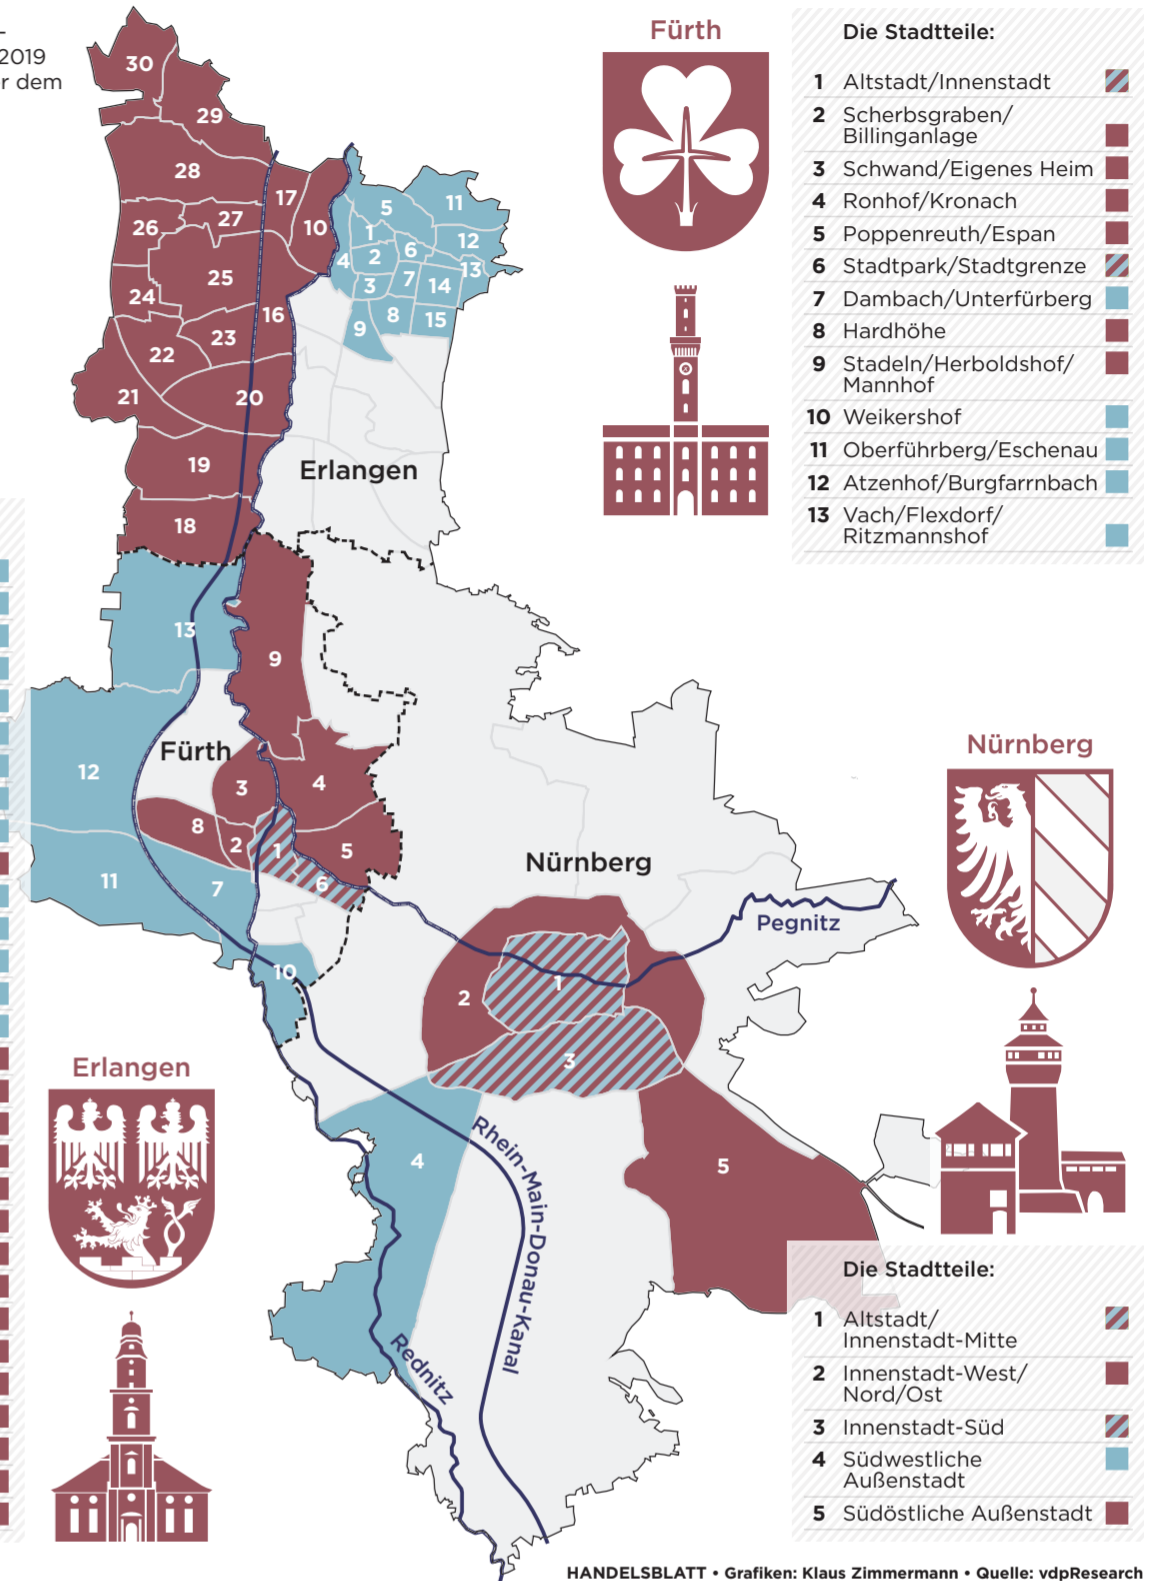 -
2019
r dem
Fürth
Die Stadtteile:
1 Altstadt/Innenstadt
2 Scherbsgraben/
Billinganlage
3 Schwand/Eigenes Heim
4 Ronhof/Kronach
5 Poppenreuth/Espan
6 Stadtpark/Stadtgrenze
7 Dambach/Unterfürberg
8 Hardhöhe
9 Stadeln/Herboldshof/
Mannhof
10 Weikershof
11 Oberführberg/Eschenau
12 Atzenhof/Burgfarrnbach
13 Vach/Flexdorf/
Ritzmannshof
30
29
28
17
26
27
10
25
24
16
23
22
21
20
19
18
5
11
1
12
6
4
2
13
3
7
14
8
15
9
Erlangen
13
9
Fürth
12
3
4
8
2
1
5
11
7
6
10
Nürnberg
Pegnitz
1
2
3
4
5
Rhein-Main-Donau-Kanal
Rednitz
Erlangen
Nürnberg
Die Stadtteile:
1 Altstadt/
Innenstadt-Mitte
2 Innenstadt-West/
Nord/Ost
3 Innenstadt-Süd
4 Südwestliche
Außenstadt
5 Südöstliche Außenstadt
HANDELSBLATT • Grafiken: Klaus Zimmermann • Quelle: vdpResearch